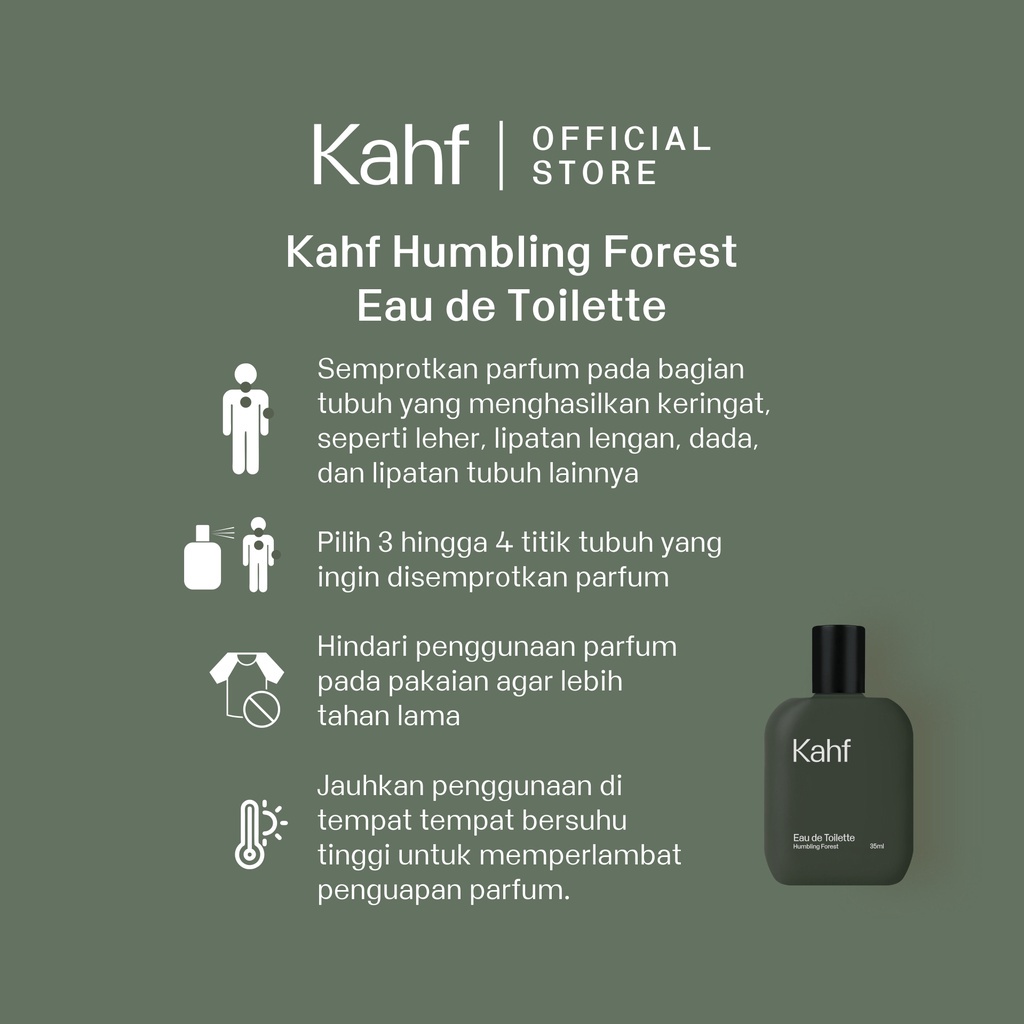 Kahf
OFFICIAL
STORE
Kahf Humbling Forest
Eau de Toilette
Semprotkan parfum pada bagian
tubuh yang menghasilkan keringat,
seperti leher, lipatan lengan, dada,
dan lipatan tubuh lainnya
Pilih 3 hingga 4 titik tubuh yang
ingin disemprotkan parfum
Hindari penggunaan parfum
pada pakaian agar lebih
tahan lama
Jauhkan penggunaan di
tempat tempat bersuhu
tinggi untuk memperlambat
penguapan parfum.
Kahf
Eau de Toilette
Humbling Forest 35ml